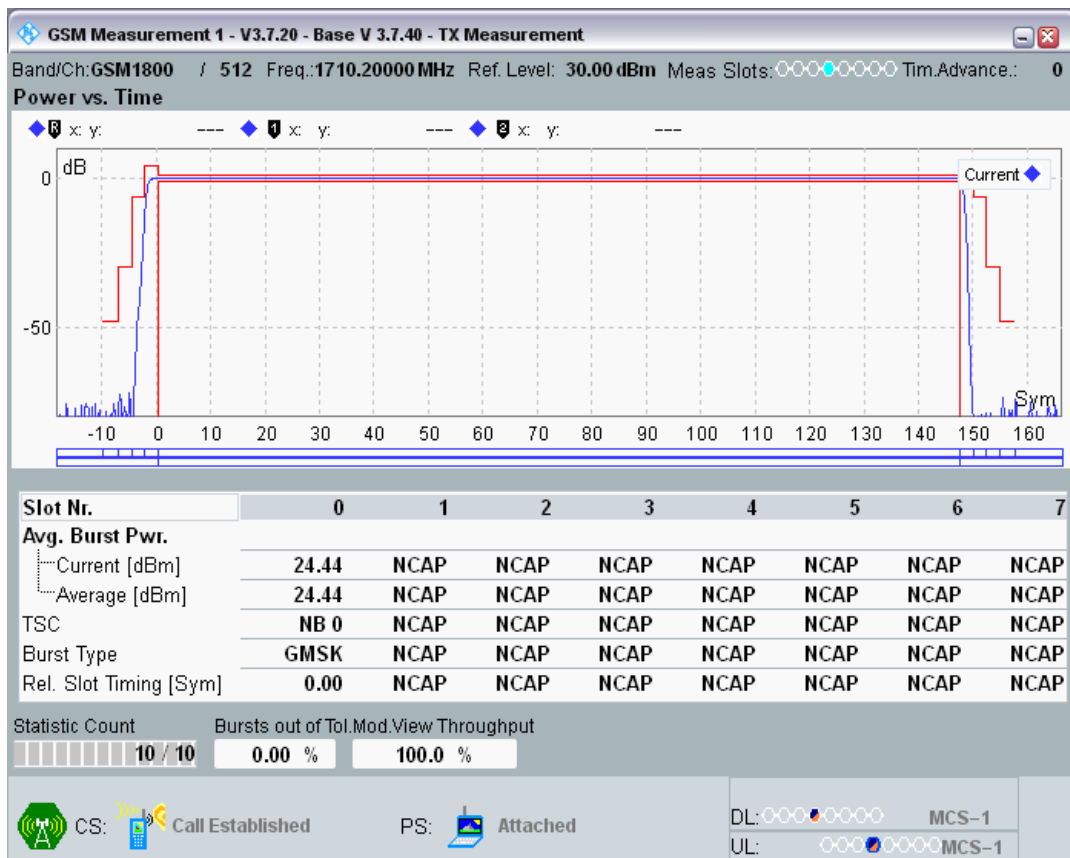 GSM Measurement 1 - V3.7.20 - Base V 3.7.40 - TX Measurement
Band/Ch:GSM1800 / 512 Freq.:1710.20000 MHz Ref. Level: 30.00 dBm Meas Slots: Tim.Advance.: 0
Power vs. Time
R x: y: --- 1 x: y: --- 2 x: y: ---
dB
0
Current
-50
Sym
-10 0 10 20 30 40 50 60 70 80 90 100 110 120 130 140 150 160
Slot Nr. 0 1 2 3 4 5 6 7
Avg. Burst Pwr.
Current [dBm] 24.44 NCAP NCAP NCAP NCAP NCAP NCAP NCAP
Average [dBm] 24.44 NCAP NCAP NCAP NCAP NCAP NCAP NCAP
TSC NB 0 NCAP NCAP NCAP NCAP NCAP NCAP NCAP
Burst Type GMSK NCAP NCAP NCAP NCAP NCAP NCAP NCAP
Rel. Slot Timing [Sym] 0.00 NCAP NCAP NCAP NCAP NCAP NCAP NCAP
Statistic Count Bursts out of Tol. Mod.View Throughput
10 / 10 0.00 % 100.0 %
CS: Call Established PS: Attached
DL: MCS-1
UL: MCS-1